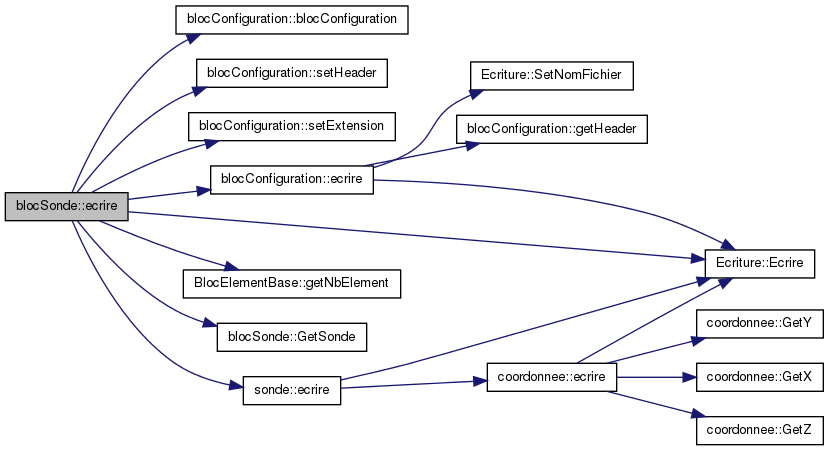 blocConfiguration::blocConfiguration
blocConfiguration::setHeader
Ecriture::SetNomFichier
blocConfiguration::setExtension
blocConfiguration::getHeader
blocConfiguration::ecrire
blocSonde::ecrire
Ecriture::Ecrire
BlocElementBase::getNbElement
coordonnee::GetY
blocSonde::GetSonde
coordonnee::ecrire
coordonnee::GetX
sonde::ecrire
coordonnee::GetZ